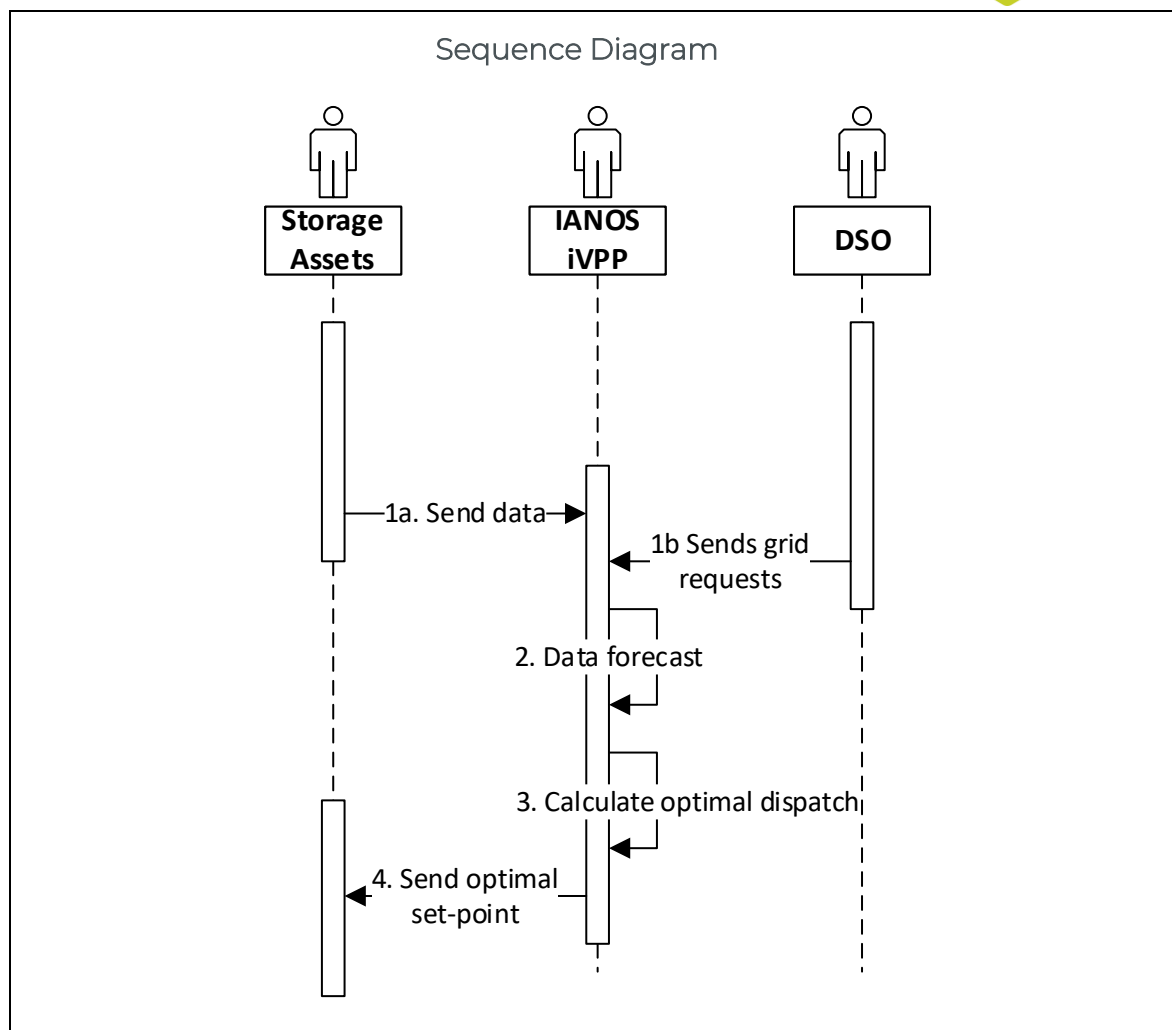 Sequence Diagram
Storage
Assets
IANOS
iVPP
DSO
1a. Send data
1b Sends grid
requests
2. Data forecast
3. Calculate optimal dispatch
4. Send optimal
set-point